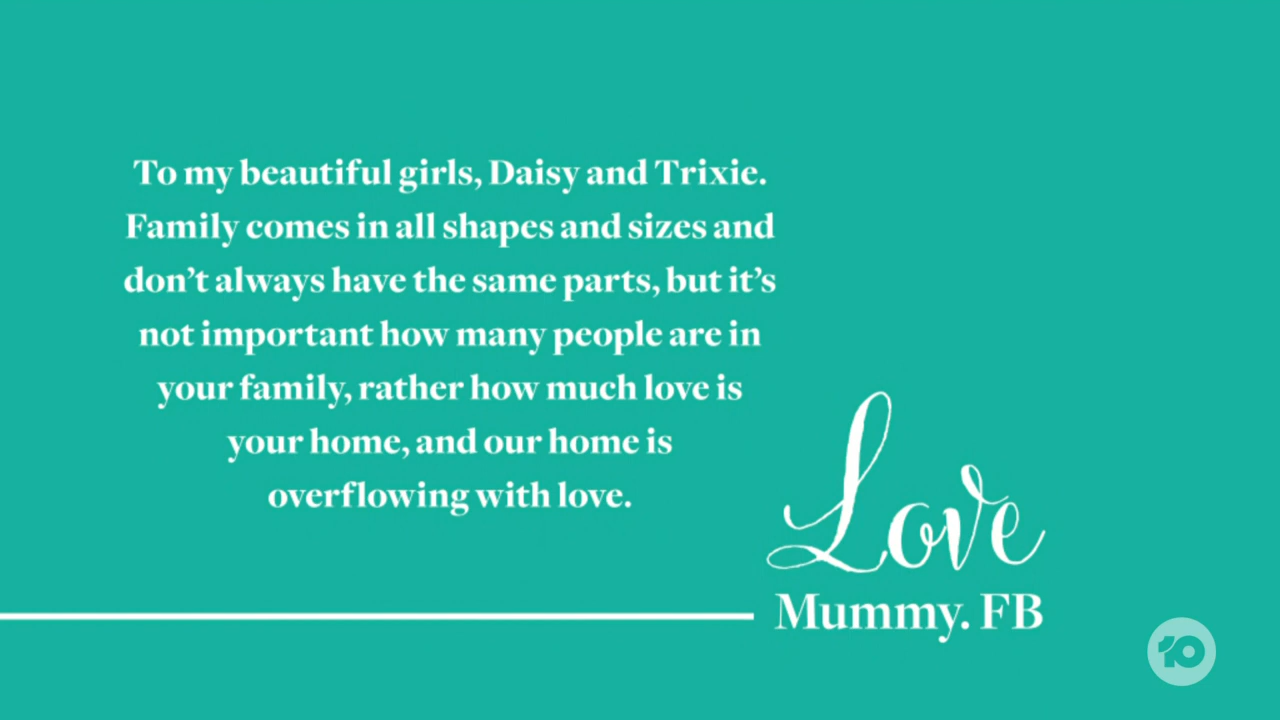 To my beautiful girls, Daisy and Trixie.
Family comes in all shapes and sizes and
don't always have the same parts, but it's
not important how many people are in
your family, rather how much love is
your home, and our home is
overflowing with love.
Love
Mummy. FB
10